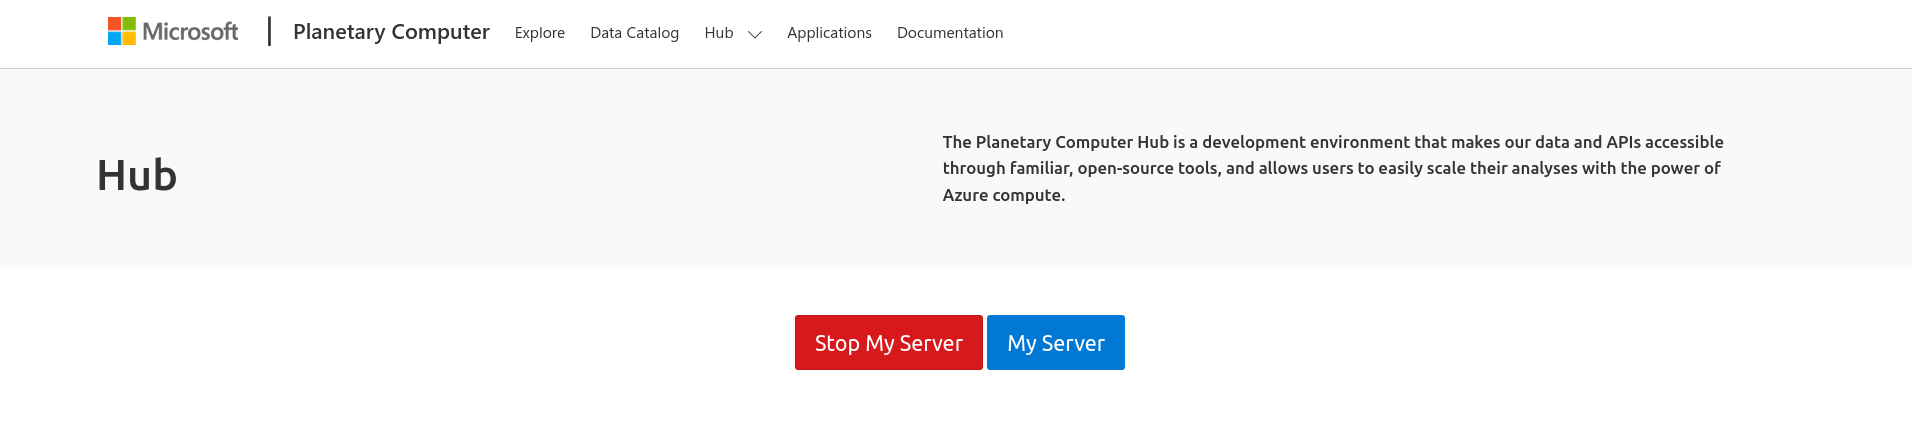 Microsoft | Planetary Computer Explore Data Catalog Hub Applications Documentation
Hub
The Planetary Computer Hub is a development environment that makes our data and APIs accessible
through familiar, open-source tools, and allows users to easily scale their analyses with the power of
Azure compute.
Stop My Server My Server